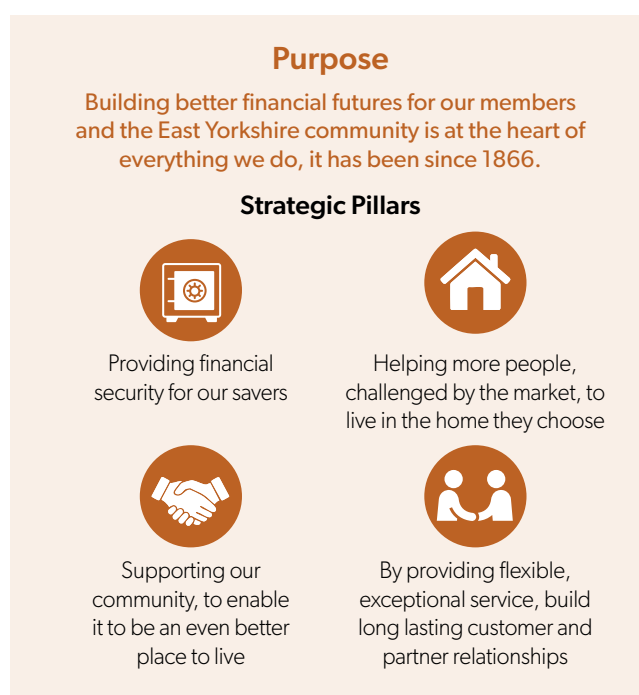 Purpose
Building better financial futures for our members
and the East Yorkshire community is at the heart of
everything we do, it has been since 1866.
Strategic Pillars
Providing financial
security for our savers
Helping more people,
challenged by the market, to
live in the home they choose
Supporting our
community, to enable
it to be an even better
place to live
By providing flexible,
exceptional service, build
long lasting customer and
partner relationships